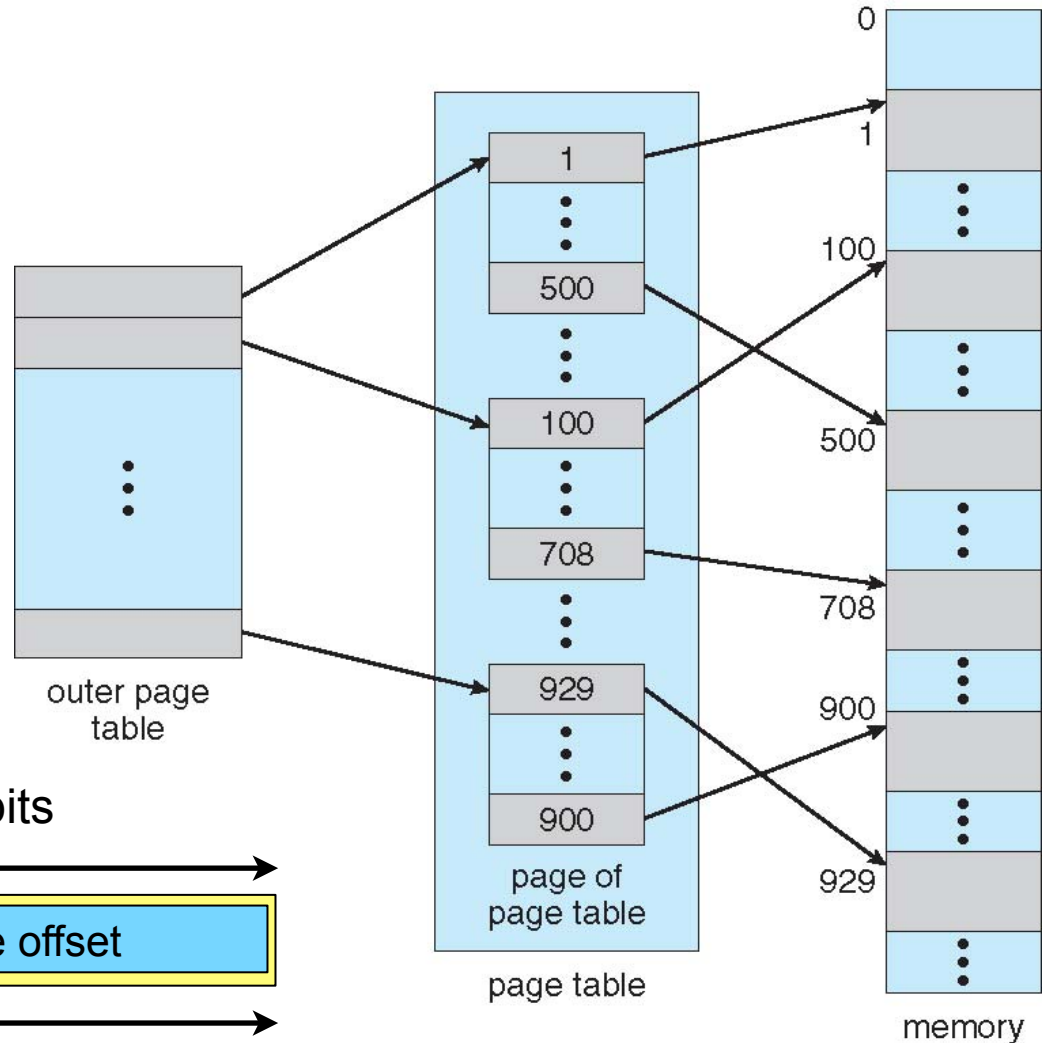 0
1
100
500
708
900
929
1
500
100
708
929
900
outer page
table
page of
page table
page table
memory
bits
offset